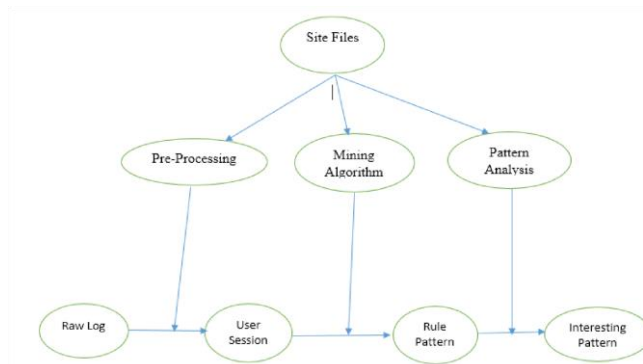 Site Files
Pre-Processing
Mining
Algorithm
Pattern
Analysis
Raw Log
User
Session
Rule
Pattern
Interesting
Pattern